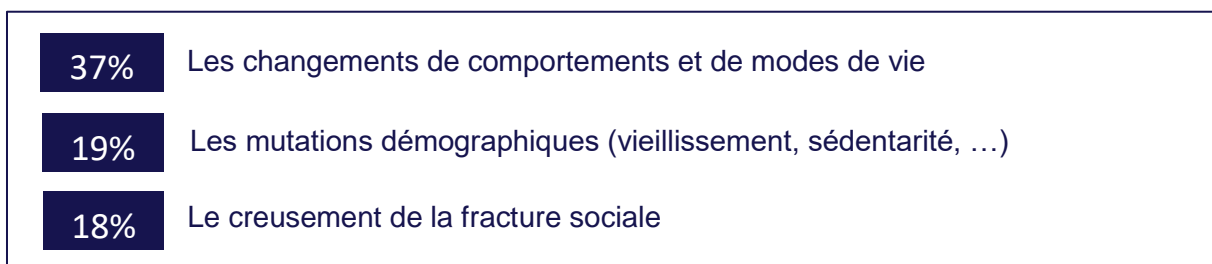 37% Les changements de comportements et de modes de vie
19% Les mutations démographiques (vieillissement, sédentarité, …)
18% Le creusement de la fracture sociale